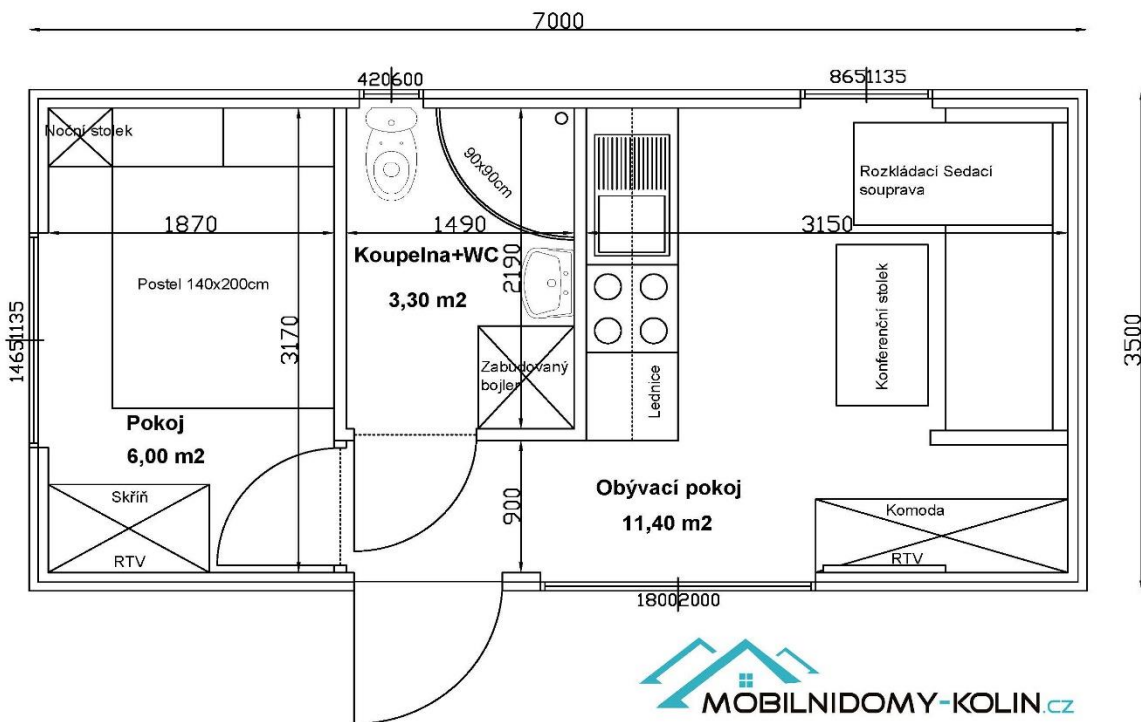 7000
420600
8651135
Noční stolek
90x90cm
Rozkládací Sedací
souprava
1870
1490
3150
Koupelna+WC
3,30 m2
2190
Postel 140x200cm
14651135
3170
3500
Konferenční stolek
Zabudovaný
bojler
Lednice
Pokoj
6,00 m2
Obývací pokoj
11,40 m2
900
Skříň
RTV
Komoda
RTV
18002000
MOBILNIDOMY-KOLIN.cz